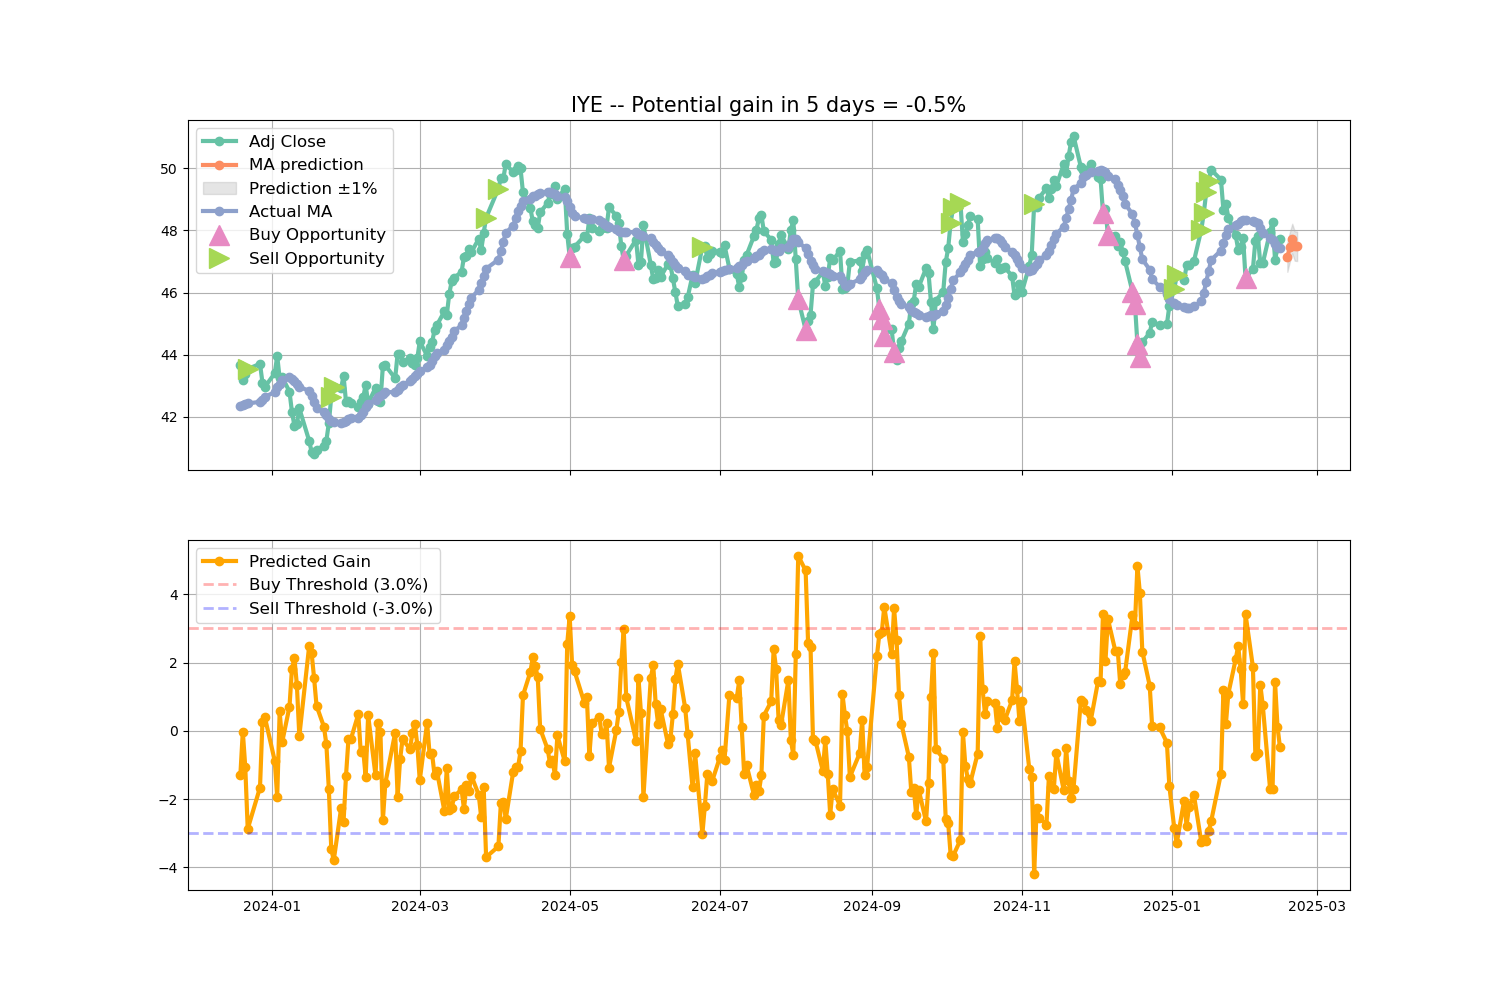 IYE -- Potential gain in 5 days = -0.5%
Adj Close
MA prediction
Prediction ±1%
Actual MA
Buy Opportunity
Sell Opportunity
50
48
46
44
42
Predicted Gain
Buy Threshold (3.0%)
Sell Threshold (-3.0%)
4
2
0
−2
−4
2024-01 2024-03 2024-05 2024-07 2024-09 2024-11 2025-01 2025-03